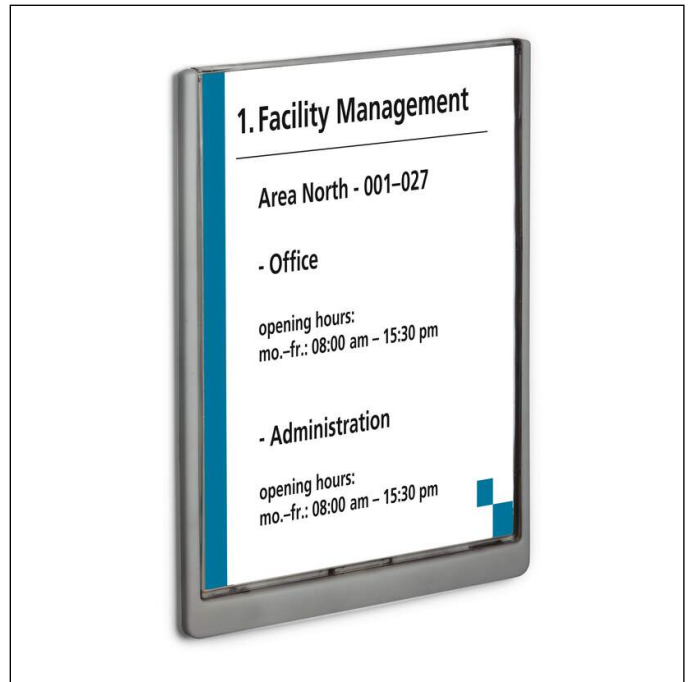 1. Facility Management
Area North - 001–027
- Office
opening hours:
mo.–fr.: 08:00 am – 15:30 pm
- Administration
opening hours:
mo.–fr.: 08:00 am – 15:30 pm